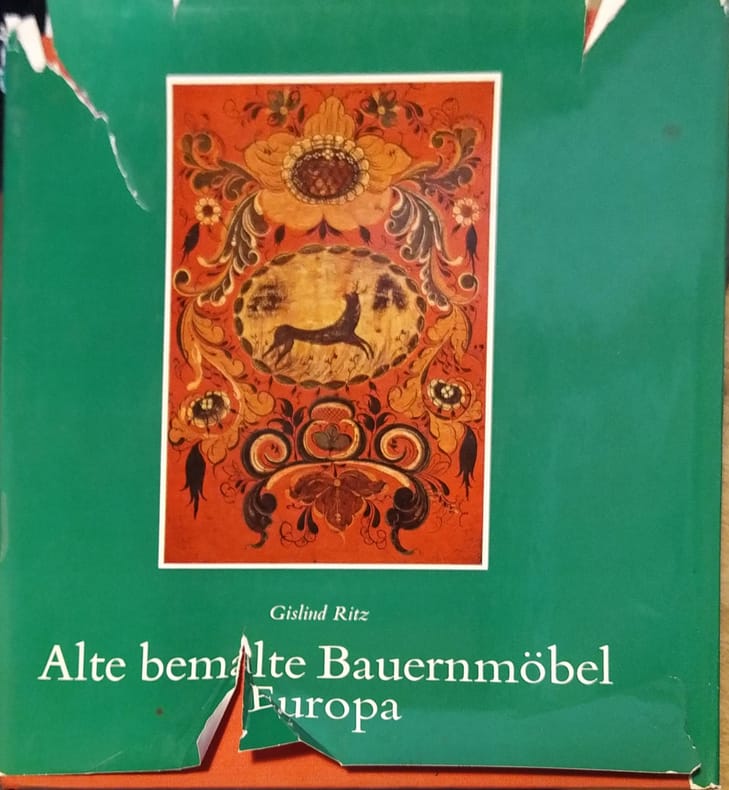 Gislind Ritz
Alte bemalte Bauernmöbel
Europa